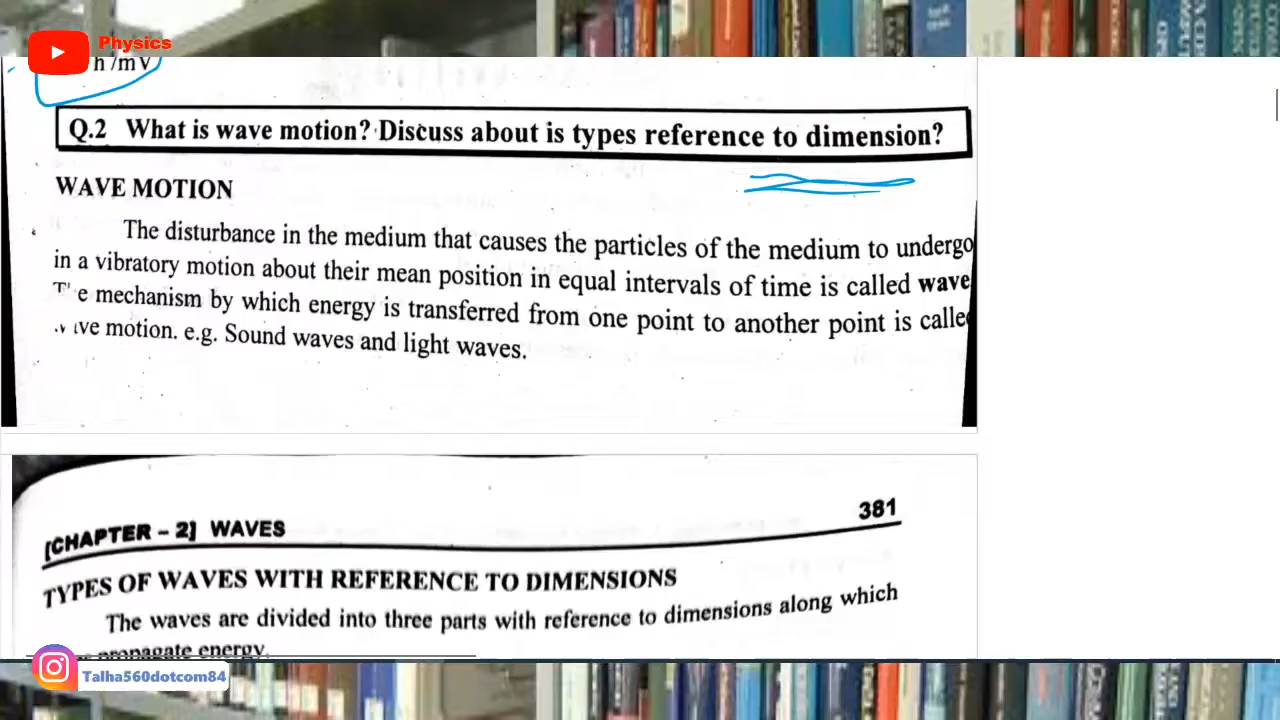 Physics
h/mV
Q.2 What is wave motion? Discuss about is types reference to dimension?
WAVE MOTION
The disturbance in the medium that causes the particles of the medium to undergo
in a vibratory motion about their mean position in equal intervals of time is called wave
The mechanism by which energy is transferred from one point to another point is called
wave motion. e.g. Sound waves and light waves.
[CHAPTER – 2] WAVES 381
TYPES OF WAVES WITH REFERENCE TO DIMENSIONS
The waves are divided into three parts with reference to dimensions along which
propagate energy.
Talha560dotcom84